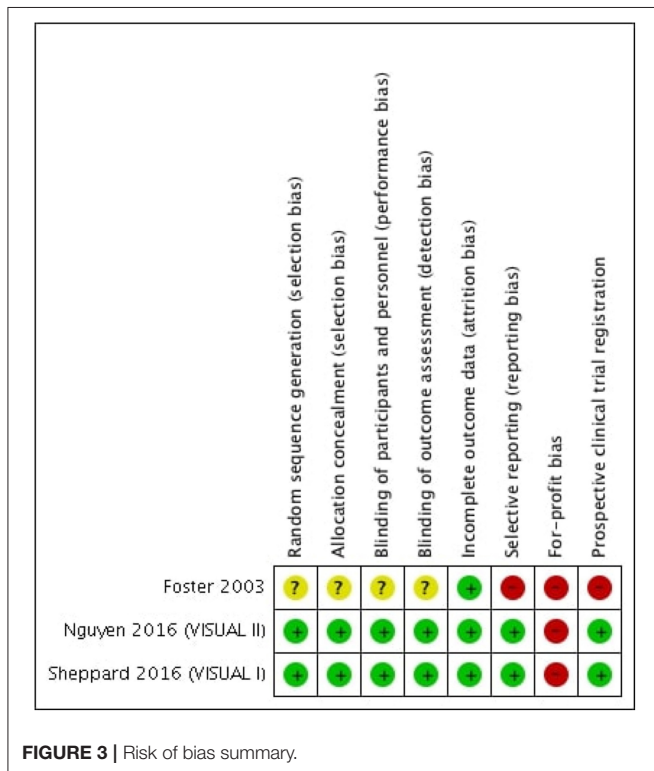 Random sequence generation (selection bias)
Allocation concealment (selection bias)
Blinding of participants and personnel (performance bias)
Blinding of outcome assessment (detection bias)
Incomplete outcome data (attrition bias)
Selective reporting (reporting bias)
For-profit bias
Prospective clinical trial registration
Foster 2003 ? ? ? ? + - - -
Nguyen 2016 (VISUAL II) + + + + + + - +
Sheppard 2016 (VISUAL I) + + + + + + - +
FIGURE 3 | Risk of bias summary.